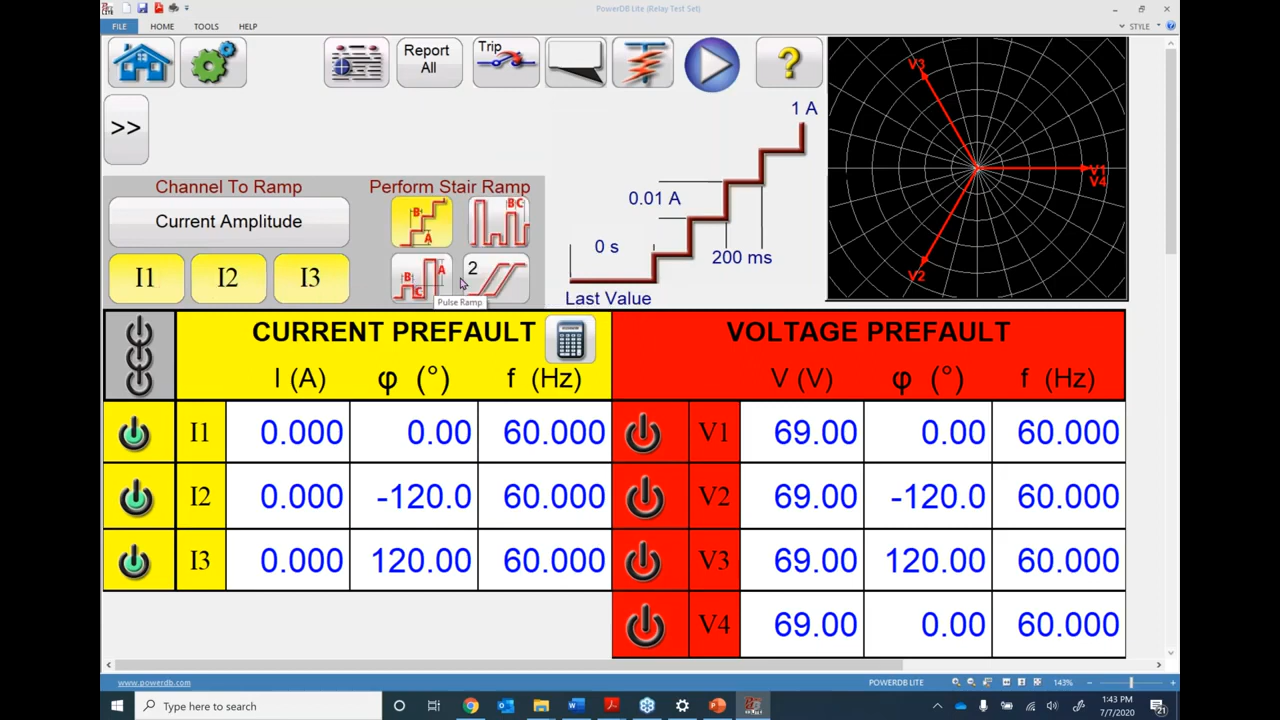 PowerDB Lite (Relay Test Set)
FILE HOME TOOLS HELP STYLE
Report All
Trip
?
>>
1 A
0.01 A
0 s
200 ms
Last Value
V3
V1
V4
V2
Channel To Ramp
Current Amplitude
I1 I2 I3
Perform Stair Ramp
B A
B C
B A C
2
Pulse Ramp
CURRENT PREFAULT VOLTAGE PREFAULT
I (A) φ (°) f (Hz) V (V) φ (°) f (Hz)
I1 0.000 0.00 60.000 V1 69.00 0.00 60.000
I2 0.000 -120.0 60.000 V2 69.00 -120.0 60.000
I3 0.000 120.00 60.000 V3 69.00 120.00 60.000
V4 69.00 0.00 60.000
www.powerdb.com POWERDB LITE 143%
Type here to search
1:43 PM
7/7/2020
21